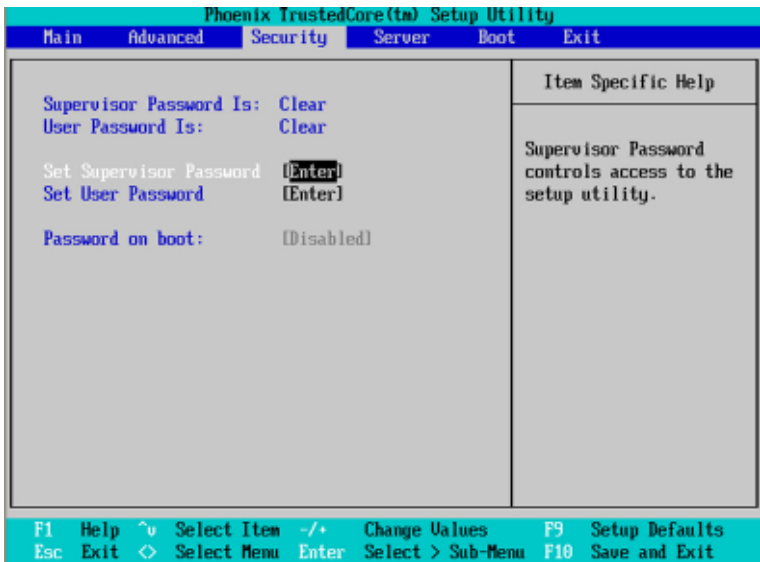 Phoenix TrustedCore(tm) Setup Utility
Main Advanced Security Server Boot Exit
Supervisor Password Is: Clear
User Password Is: Clear
Set Supervisor Password [Enter]
Set User Password [Enter]
Password on boot: [Disabled]
Item Specific Help
Supervisor Password
controls access to the
setup utility.
F1 Help ^v Select Item -/+ Change Values F9 Setup Defaults
Esc Exit <> Select Menu Enter Select > Sub-Menu F10 Save and Exit